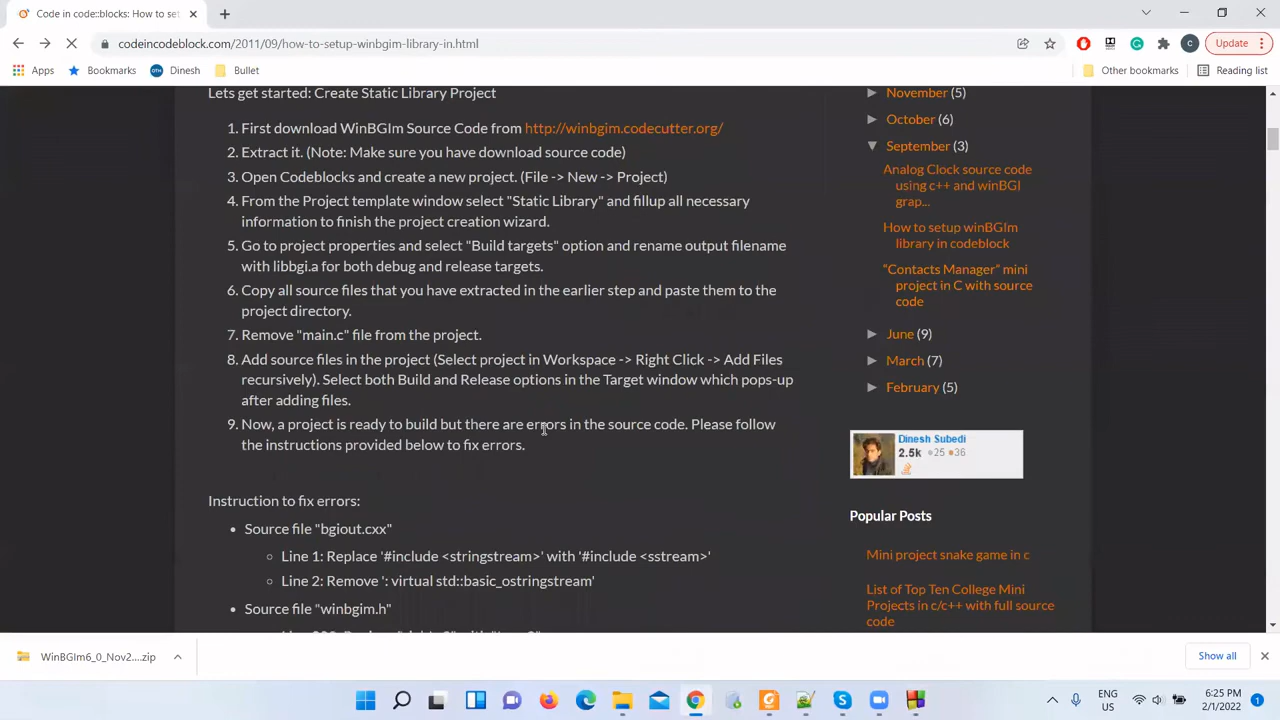 Code in code::blocks: How to set
codeincodeblock.com/2011/09/how-to-setup-winbgim-library-in.html
C
Update
Apps
Bookmarks
OTH
Dinesh
Bullet
Other bookmarks
Reading list
Lets get started: Create Static Library Project
1. First download WinBGIm Source Code from http://winbgim.codecutter.org/
2. Extract it. (Note: Make sure you have download source code)
3. Open Codeblocks and create a new project. (File -> New -> Project)
4. From the Project template window select "Static Library" and fillup all necessary
information to finish the project creation wizard.
5. Go to project properties and select "Build targets" option and rename output filename
with libbgi.a for both debug and release targets.
6. Copy all source files that you have extracted in the earlier step and paste them to the
project directory.
7. Remove "main.c" file from the project.
8. Add source files in the project (Select project in Workspace -> Right Click -> Add Files
recursively). Select both Build and Release options in the Target window which pops-up
after adding files.
9. Now, a project is ready to build but there are errors in the source code. Please follow
the instructions provided below to fix errors.
Instruction to fix errors:
Source file "bgiout.cxx"
Line 1: Replace '#include <stringstream>' with '#include <sstream>'
Line 2: Remove ': virtual std::basic_ostringstream'
Source file "winbgim.h"
November (5)
October (6)
September (3)
Analog Clock source code
using c++ and winBGI
grap...
How to setup winBGIm
library in codeblock
"Contacts Manager" mini
project in C with source
code
June (9)
March (7)
February (5)
Dinesh Subedi
2.5k 25 36
Popular Posts
Mini project snake game in c
List of Top Ten College Mini
Projects in c/c++ with full source
code
WinBGIm6_0_Nov2....zip
Show all
ENG
US
6:25 PM
2/1/2022
1